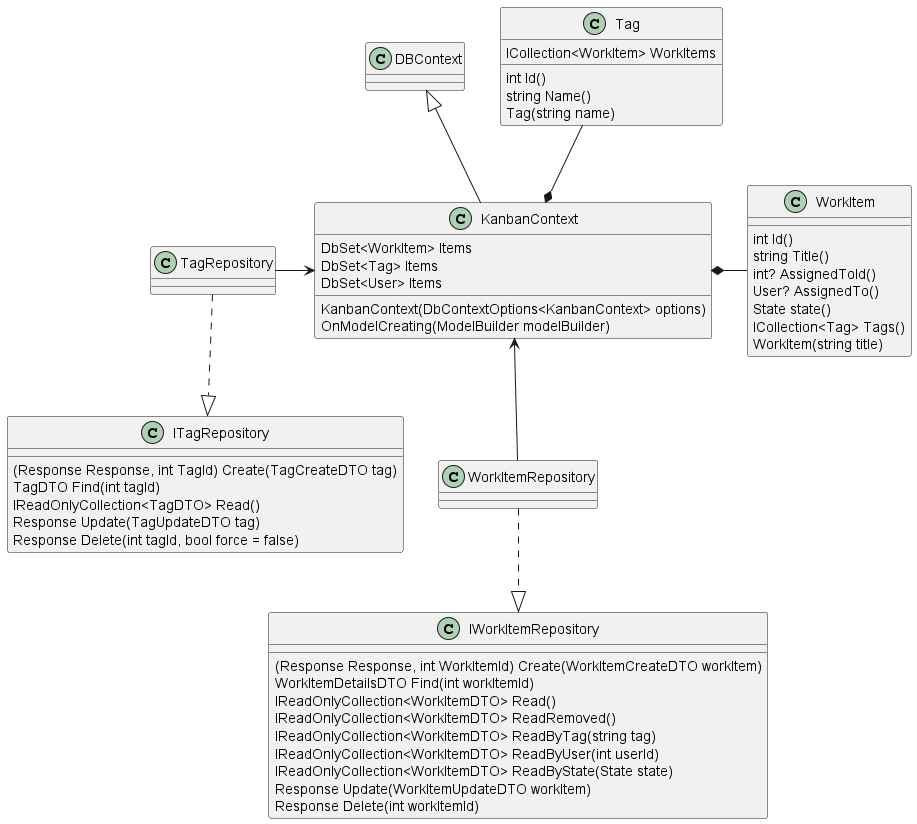 C Tag
ICollection<WorkItem> WorkItems
int Id()
string Name()
Tag(string name)
C DBContext
C WorkItem
int Id()
string Title()
int? AssignedToId()
User? AssignedTo()
State state()
ICollection<Tag> Tags()
WorkItem(string title)
C KanbanContext
DbSet<WorkItem> Items
DbSet<Tag> Items
DbSet<User> Items
KanbanContext(DbContextOptions<KanbanContext> options)
OnModelCreating(ModelBuilder modelBuilder)
C TagRepository
C ITagRepository
(Response Response, int TagId) Create(TagCreateDTO tag)
TagDTO Find(int tagId)
IReadOnlyCollection<TagDTO> Read()
Response Update(TagUpdateDTO tag)
Response Delete(int tagId, bool force = false)
C WorkItemRepository
C IWorkItemRepository
(Response Response, int WorkItemId) Create(WorkItemCreateDTO workItem)
WorkItemDetailsDTO Find(int workItemId)
IReadOnlyCollection<WorkItemDTO> Read()
IReadOnlyCollection<WorkItemDTO> ReadRemoved()
IReadOnlyCollection<WorkItemDTO> ReadByTag(string tag)
IReadOnlyCollection<WorkItemDTO> ReadByUser(int userId)
IReadOnlyCollection<WorkItemDTO> ReadByState(State state)
Response Update(WorkItemUpdateDTO workItem)
Response Delete(int workItemId)